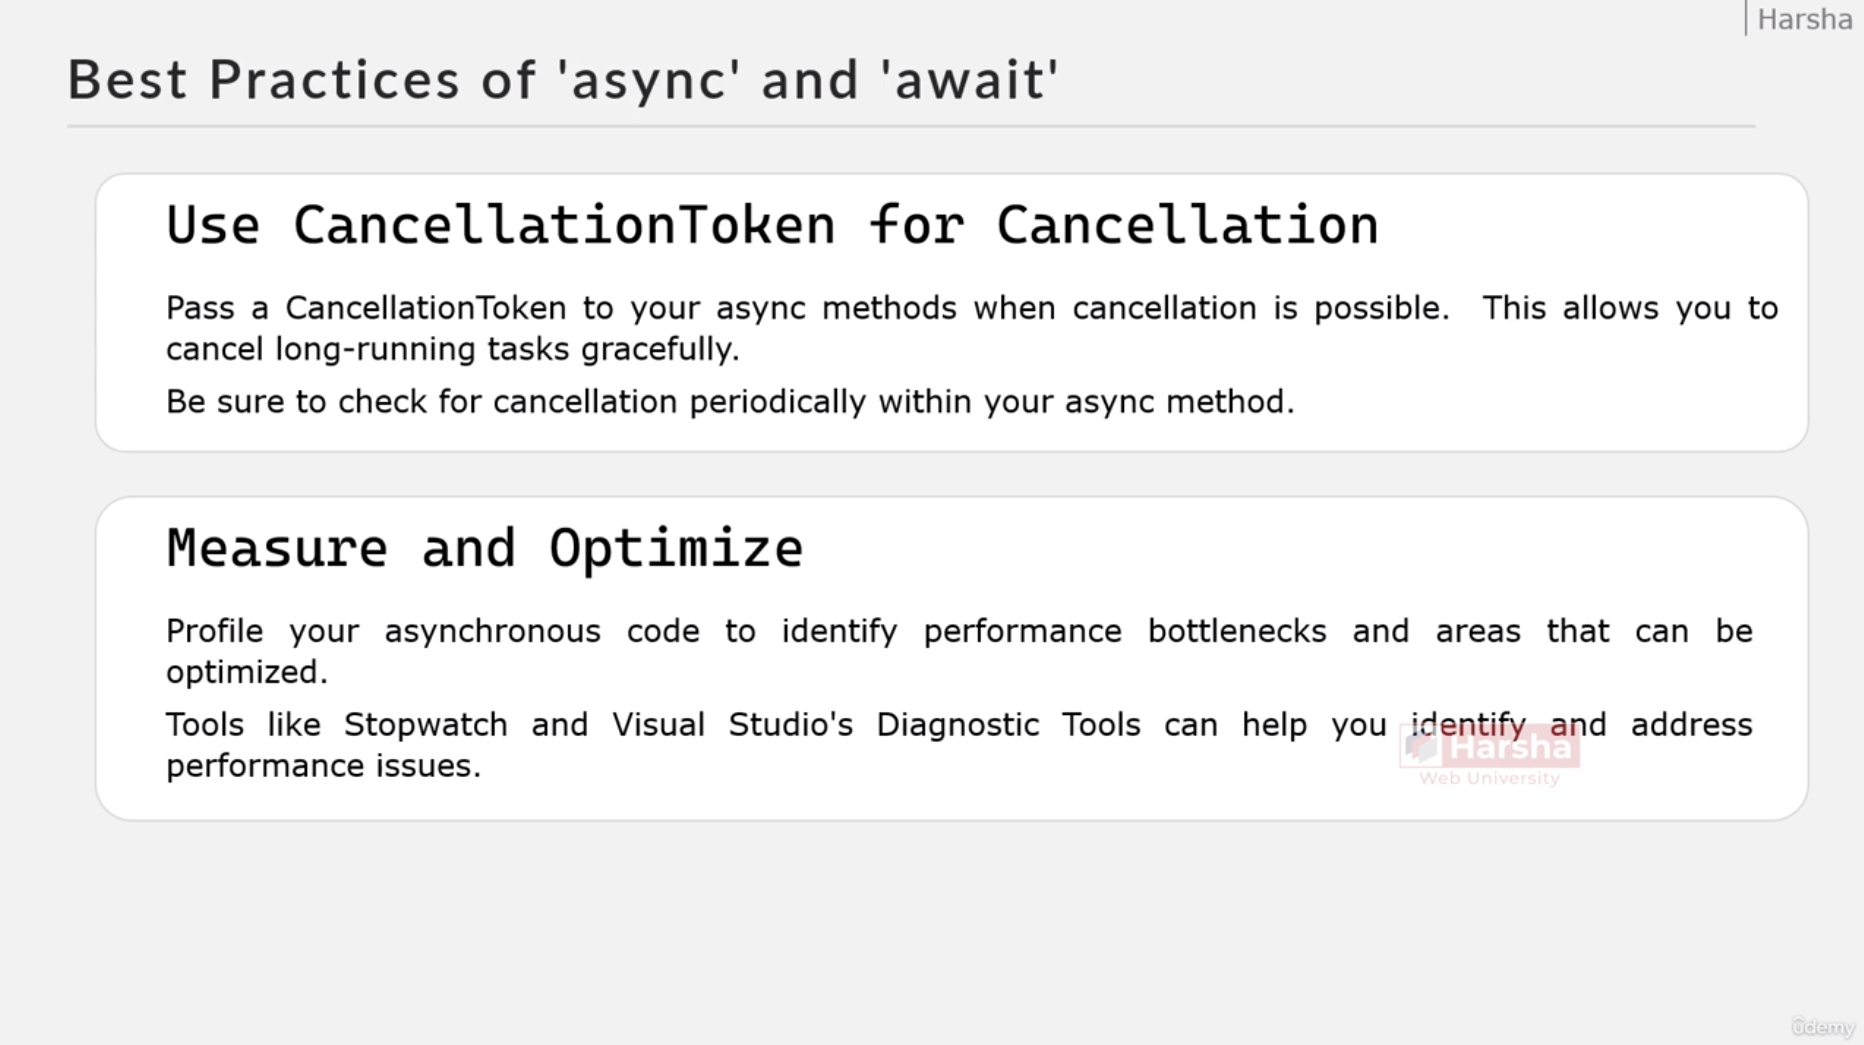 Harsha
Best Practices of 'async' and 'await'
Use CancellationToken for Cancellation
Pass a CancellationToken to your async methods when cancellation is possible. This allows you to
cancel long-running tasks gracefully.
Be sure to check for cancellation periodically within your async method.
Measure and Optimize
Profile your asynchronous code to identify performance bottlenecks and areas that can be
optimized.
Tools like Stopwatch and Visual Studio's Diagnostic Tools can help you identify and address
performance issues.
Harsha
Web University
ûdemy